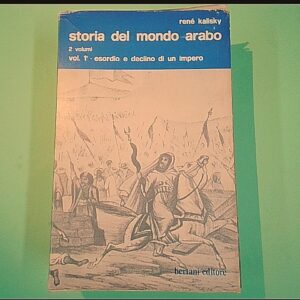 rené kalisky
storia del mondo arabo
2 volumi
vol. 1° - esordio e declino di un impero
bertani editore